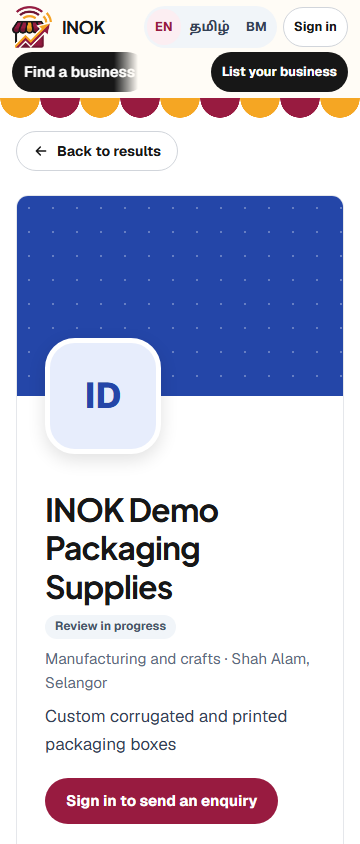 INOK
EN தமிழ் BM
Sign in
Find a business
List your business
← Back to results
ID
INOK Demo
Packaging
Supplies
Review in progress
Manufacturing and crafts · Shah Alam,
Selangor
Custom corrugated and printed
packaging boxes
Sign in to send an enquiry